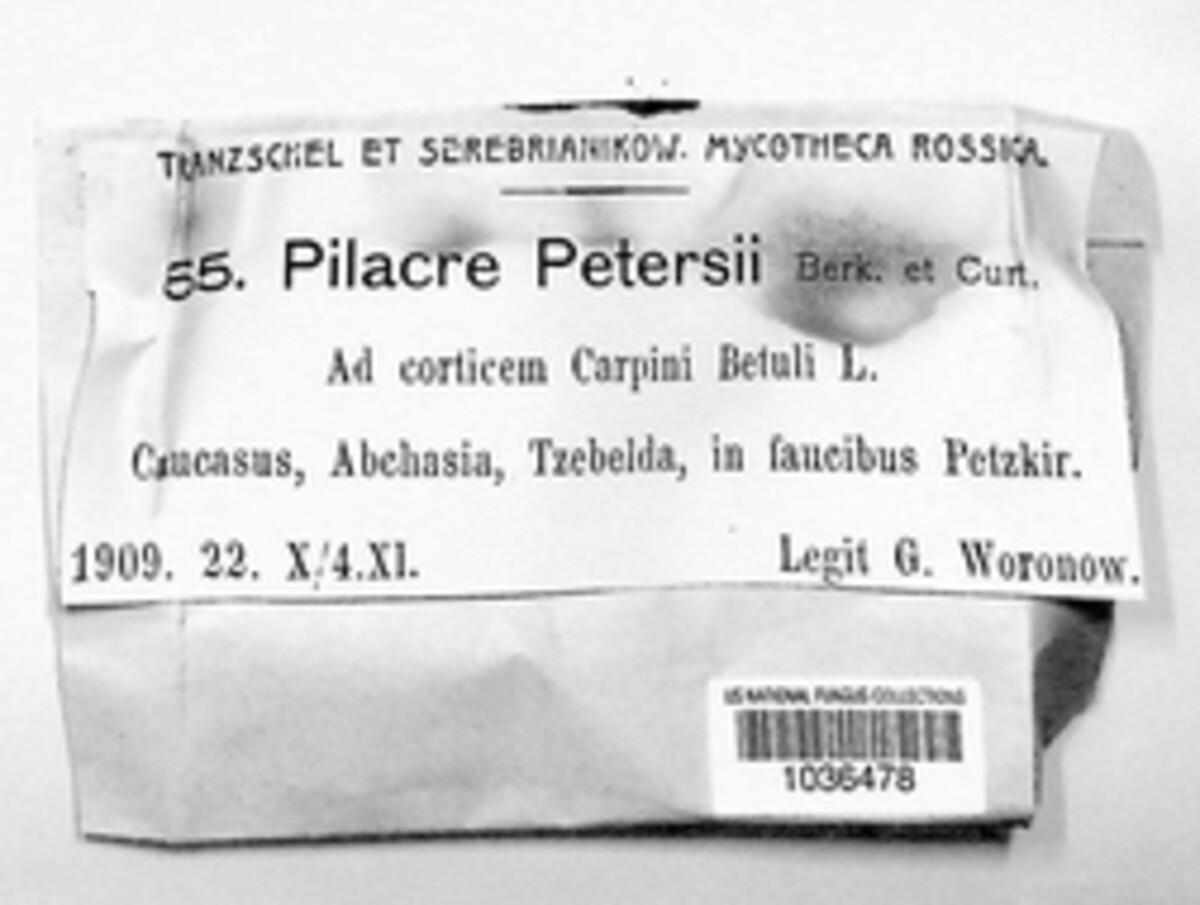 TRANZSCHEL ET SEREBRIANIKOW. MYCOTHECA ROSSICA.
55. Pilacre Petersii Berk. et Curt.
Ad corticem Carpini Betuli L.
Caucasus, Abchasia, Tzebelda, in faucibus Petzkir.
1909. 22. X/4.XI. Legit G. Woronow.
US NATIONAL FUNGUS COLLECTIONS
1036478